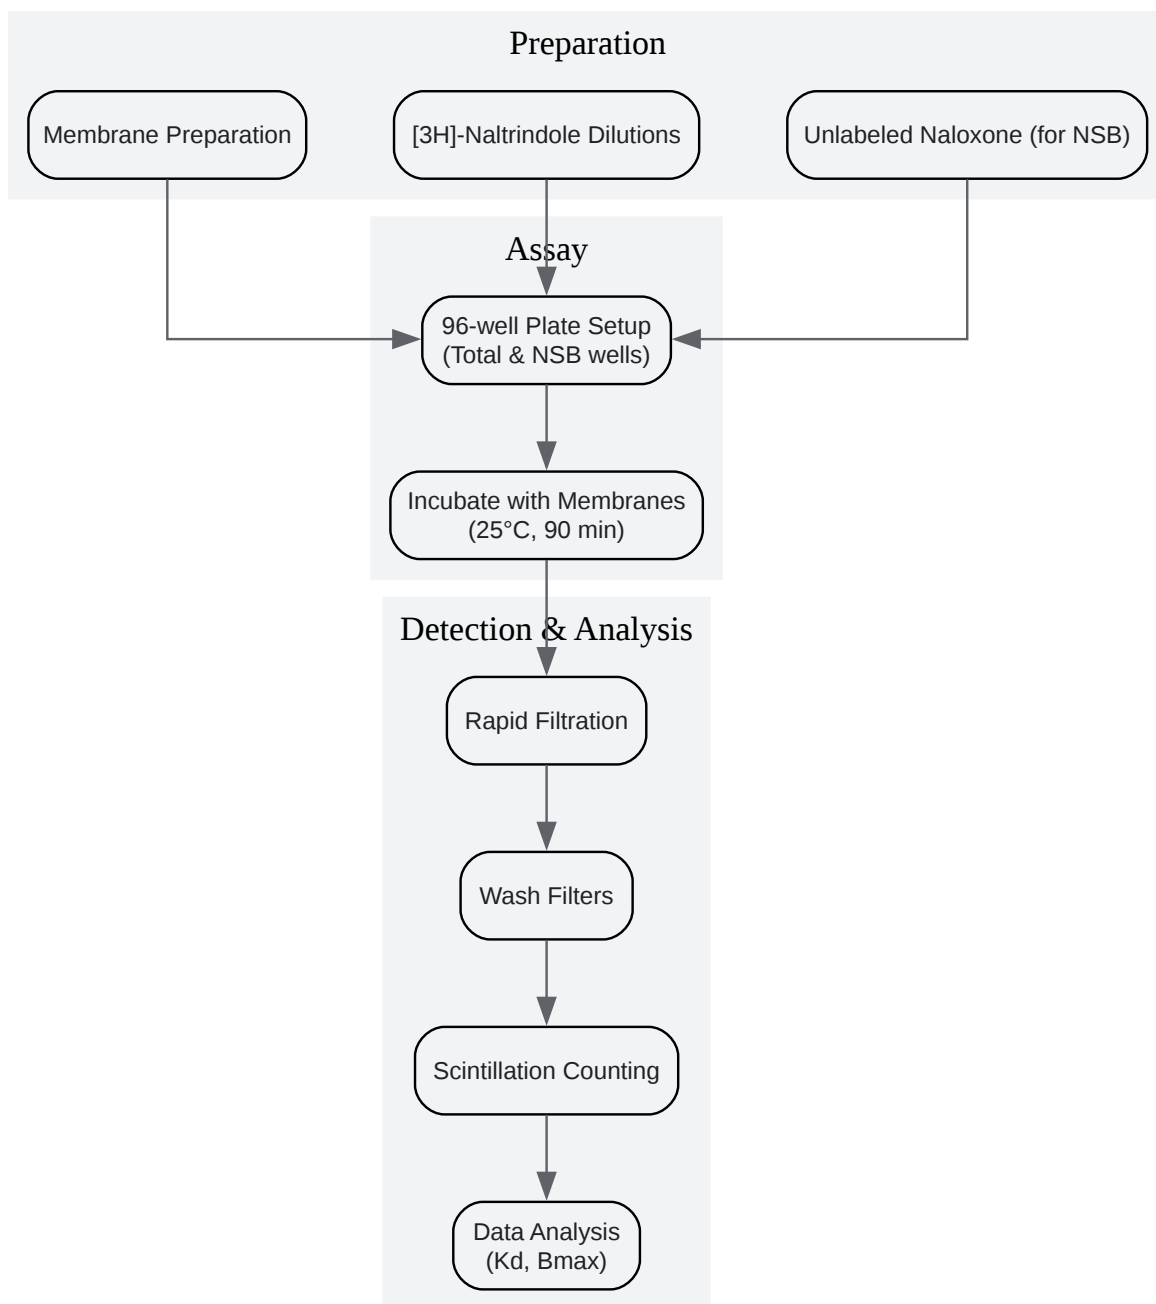 Preparation
Membrane Preparation
[3H]-Naltrindole Dilutions
Unlabeled Naloxone (for NSB)
Assay
96-well Plate Setup
(Total & NSB wells)
Incubate with Membranes
(25°C, 90 min)
Detection & Analysis
Rapid Filtration
Wash Filters
Scintillation Counting
Data Analysis
(Kd, Bmax)